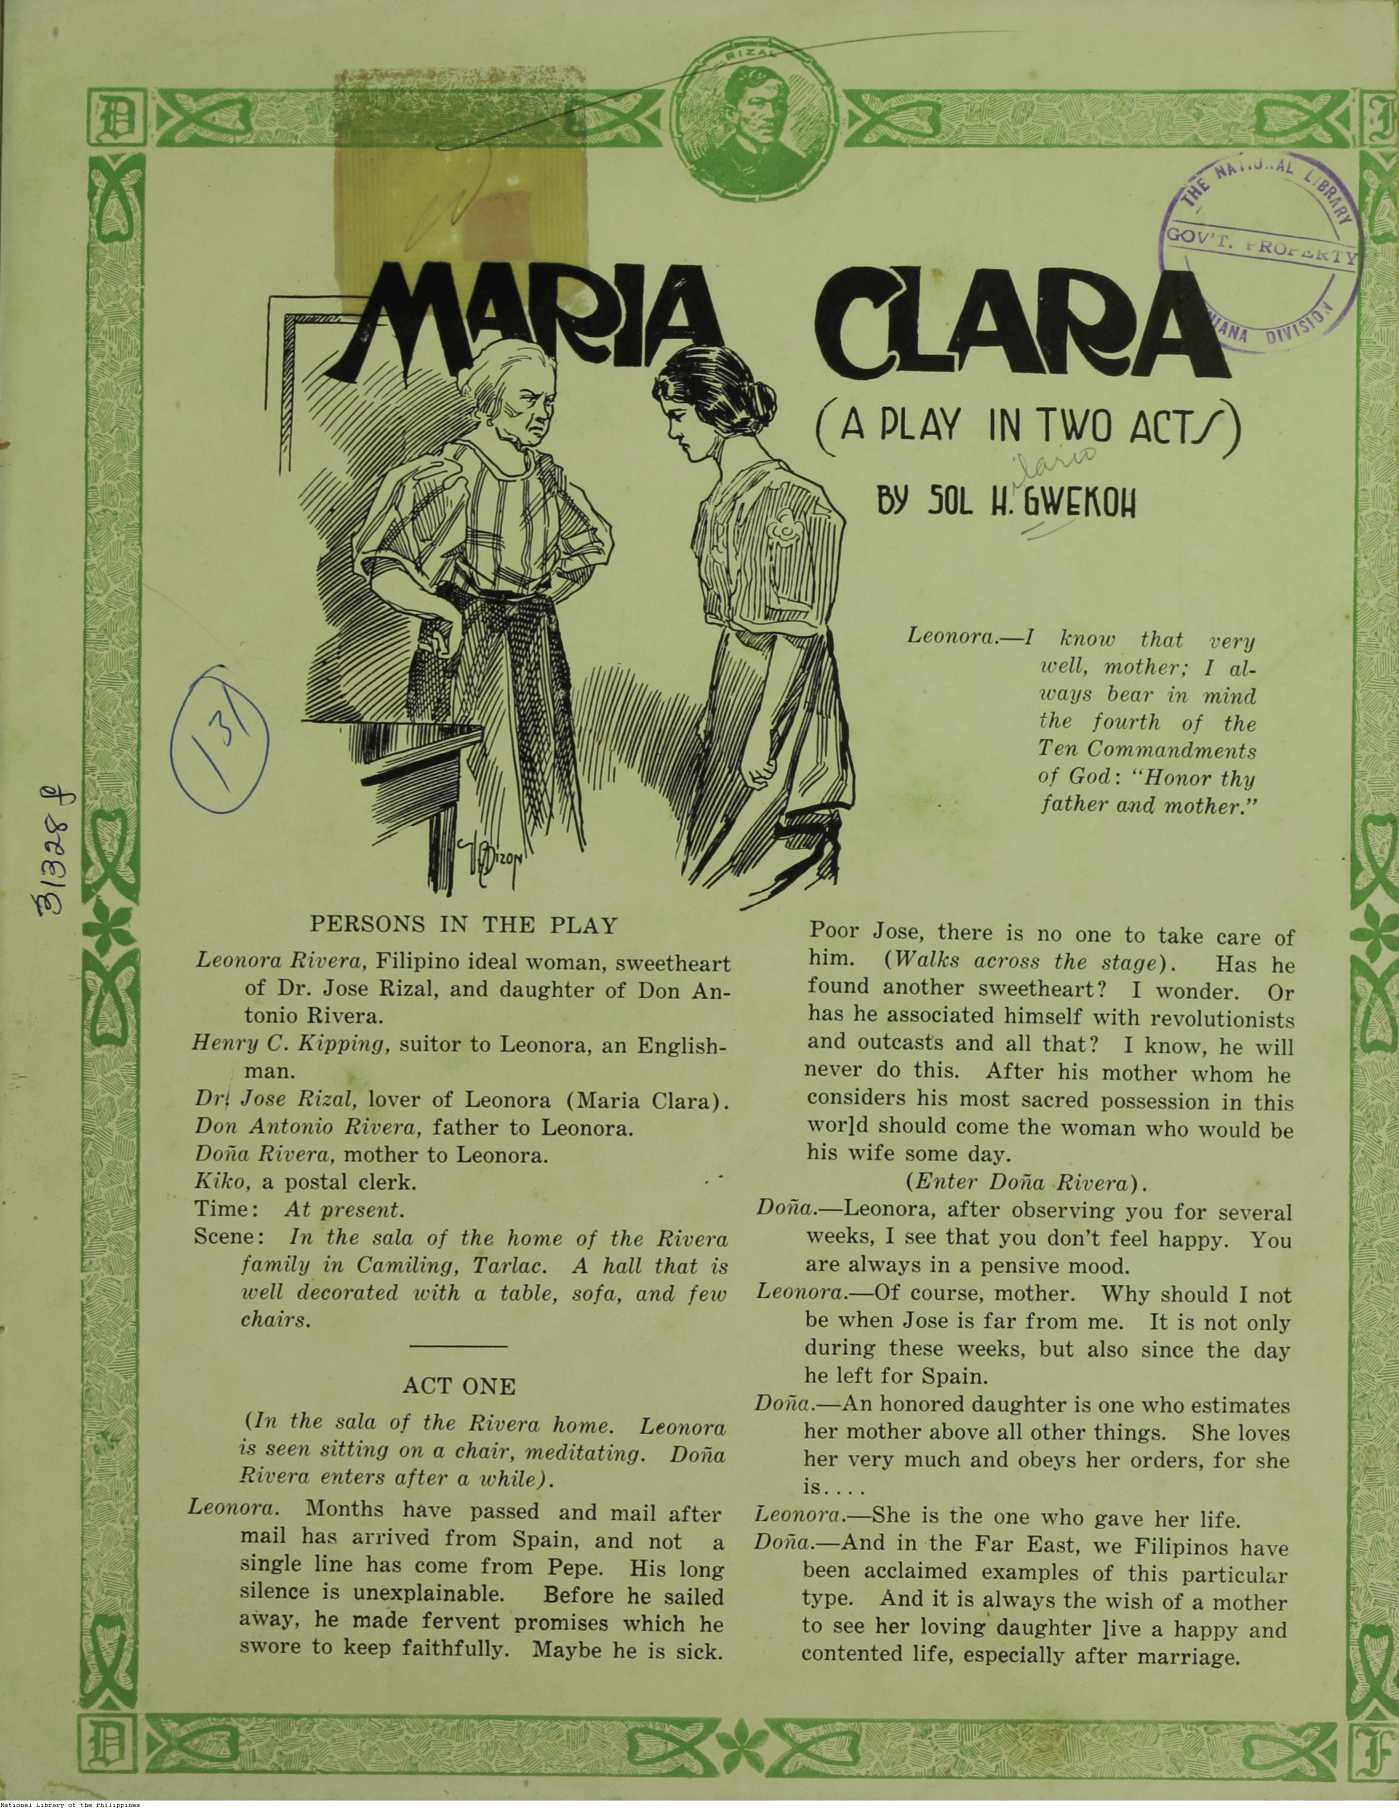 RIZAL
D
THE NATIONAL LIBRARY
GOV'T. PROPERTY
DIVISION
MARIA CLARA
(A PLAY IN TWO ACTS)
ilario
BY SOL H. GWEKOH
Leonora.—I know that very
well, mother; I al-
ways bear in mind
the fourth of the
Ten Commandments
of God: "Honor thy
father and mother."
131
31328 f
Dizon
PERSONS IN THE PLAY
Leonora Rivera, Filipino ideal woman, sweetheart
of Dr. Jose Rizal, and daughter of Don An-
tonio Rivera.
Henry C. Kipping, suitor to Leonora, an English-
man.
Dr. Jose Rizal, lover of Leonora (Maria Clara).
Don Antonio Rivera, father to Leonora.
Doña Rivera, mother to Leonora.
Kiko, a postal clerk.
Time: At present.
Scene: In the sala of the home of the Rivera
family in Camiling, Tarlac. A hall that is
well decorated with a table, sofa, and few
chairs.
ACT ONE
(In the sala of the Rivera home. Leonora
is seen sitting on a chair, meditating. Doña
Rivera enters after a while).
Leonora. Months have passed and mail after
mail has arrived from Spain, and not a
single line has come from Pepe. His long
silence is unexplainable. Before he sailed
away, he made fervent promises which he
swore to keep faithfully. Maybe he is sick.
Poor Jose, there is no one to take care of
him. (Walks across the stage). Has he
found another sweetheart? I wonder. Or
has he associated himself with revolutionists
and outcasts and all that? I know, he will
never do this. After his mother whom he
considers his most sacred possession in this
world should come the woman who would be
his wife some day.
(Enter Doña Rivera).
Doña.—Leonora, after observing you for several
weeks, I see that you don't feel happy. You
are always in a pensive mood.
Leonora.—Of course, mother. Why should I not
be when Jose is far from me. It is not only
during these weeks, but also since the day
he left for Spain.
Doña.—An honored daughter is one who estimates
her mother above all other things. She loves
her very much and obeys her orders, for she
is....
Leonora.—She is the one who gave her life.
Doña.—And in the Far East, we Filipinos have
been acclaimed examples of this particular
type. And it is always the wish of a mother
to see her loving daughter live a happy and
contented life, especially after marriage.
D
F
National Library of the Philippines